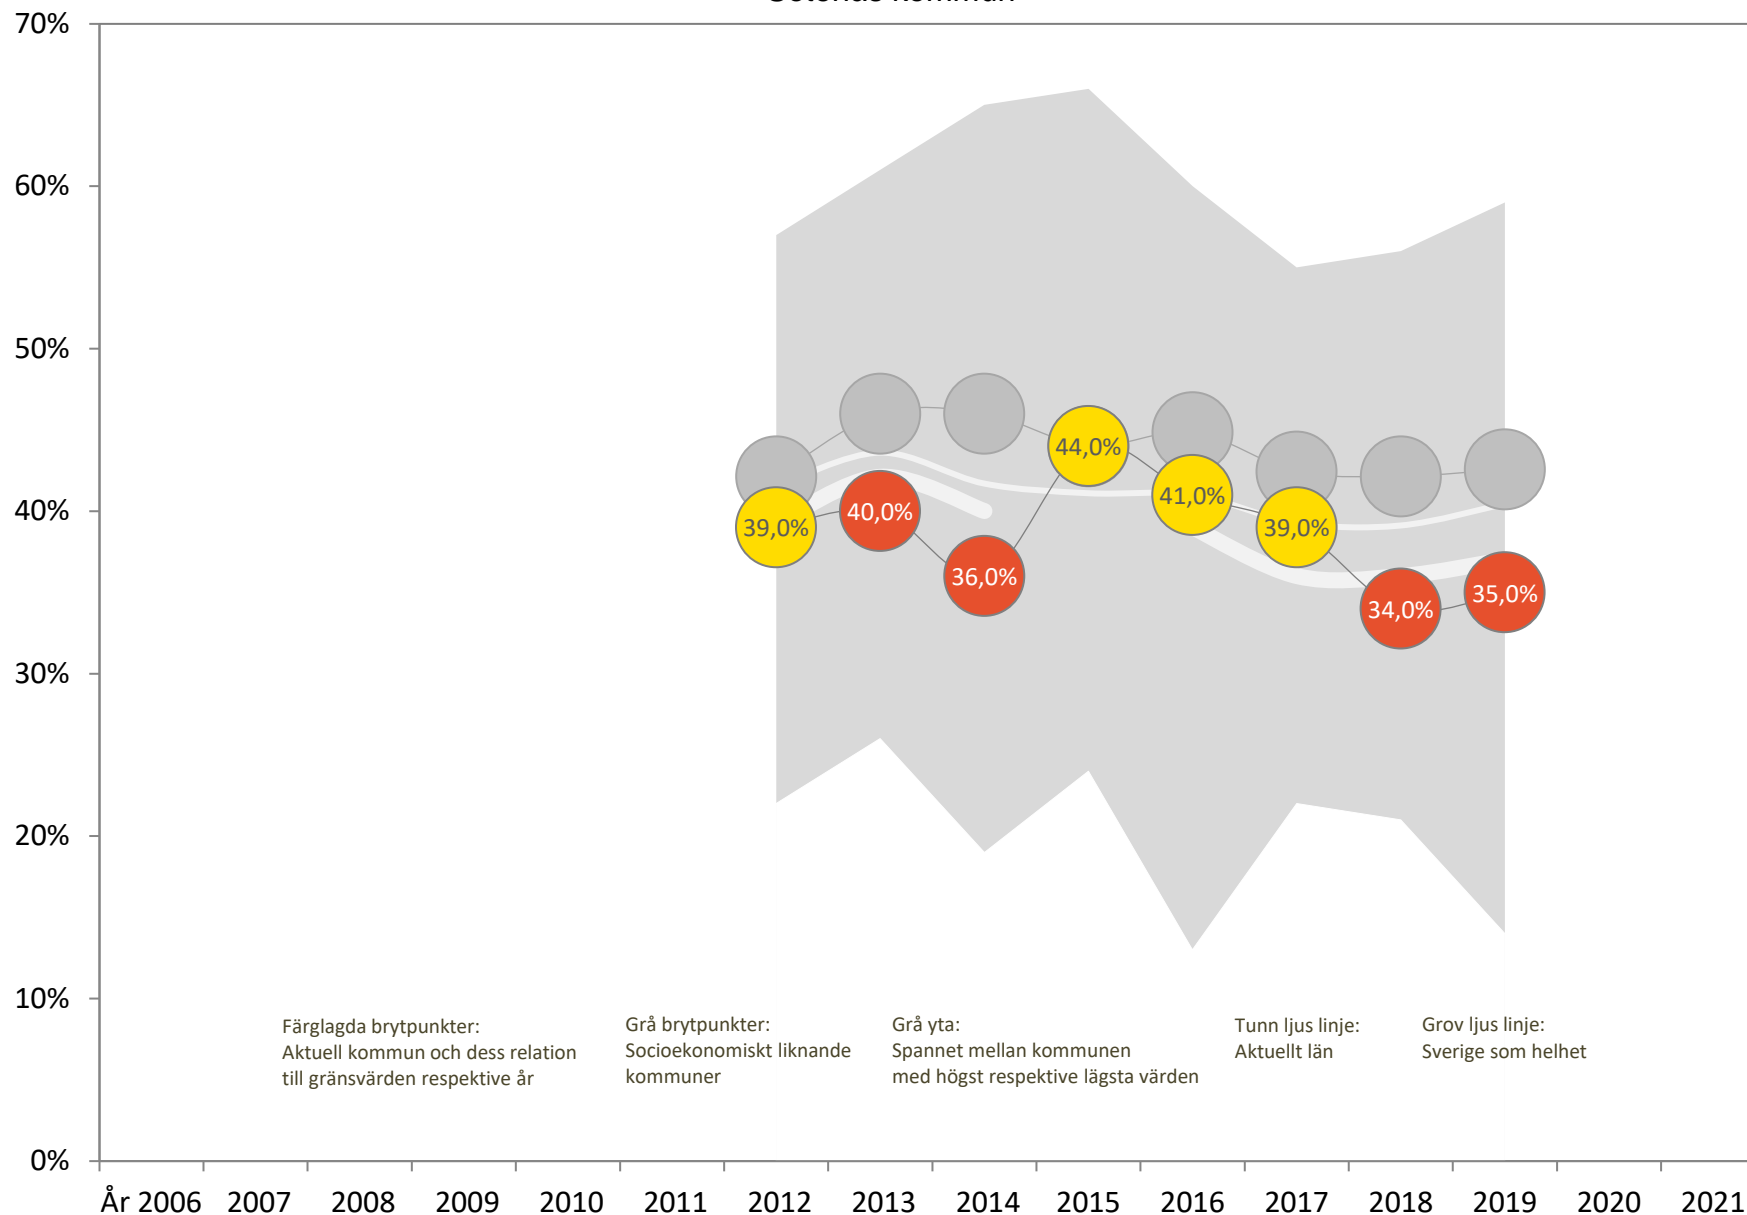 70%
60%
50%
40%
30%
20%
10%
0%
39,0%
40,0%
36,0%
44,0%
41,0%
39,0%
34,0%
35,0%
Färglagda brytpunkter:
Aktuell kommun och dess relation
till gränsvärden respektive år
Grå brytpunkter:
Socioekonomiskt liknande
kommuner
Grå yta:
Spannet mellan kommunen
med högst respektive lägsta värden
Tunn ljus linje:
Aktuellt län
Grov ljus linje:
Sverige som helhet
År 2006 2007 2008 2009 2010 2011 2012 2013 2014 2015 2016 2017 2018 2019 2020 2021